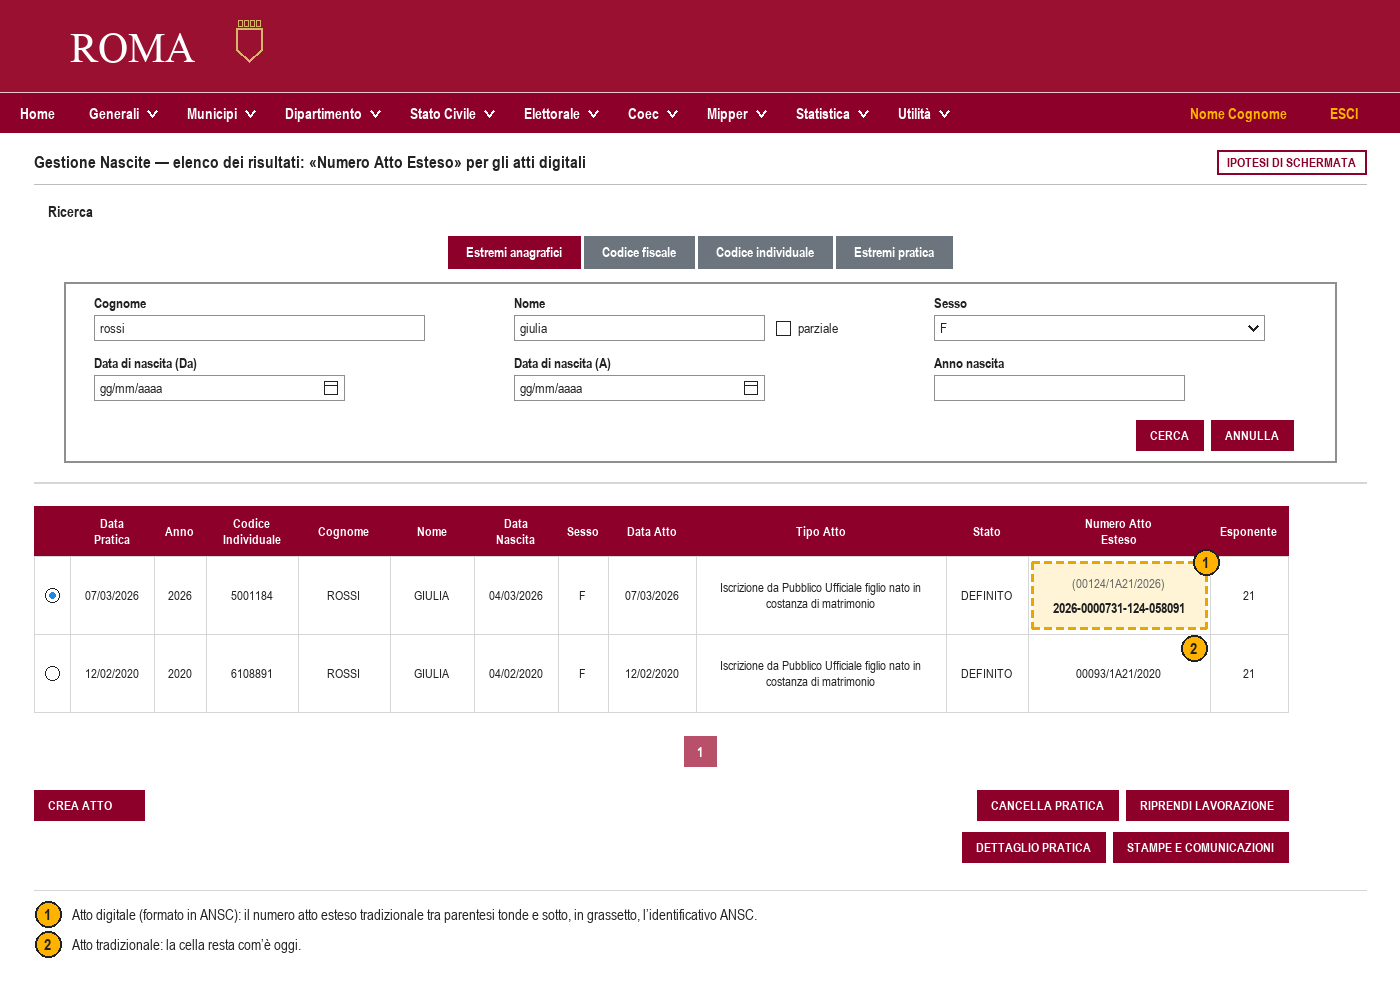 ROMA
Home Generali Municipi Dipartimento Stato Civile Elettorale Coec Mipper Statistica Utilità Nome Cognome ESCI
Gestione Nascite — elenco dei risultati: «Numero Atto Esteso» per gli atti digitali
IPOTESI DI SCHERMATA
Ricerca
Estremi anagrafici Codice fiscale Codice individuale Estremi pratica
Cognome Nome Sesso
rossi giulia parziale F
Data di nascita (Da) Data di nascita (A) Anno nascita
gg/mm/aaaa gg/mm/aaaa
CERCA ANNULLA
Data Pratica Anno Codice Individuale Cognome Nome Data Nascita Sesso Data Atto Tipo Atto Stato Numero Atto Esteso Esponente
1
07/03/2026 2026 5001184 ROSSI GIULIA 04/03/2026 F 07/03/2026 Iscrizione da Pubblico Ufficiale figlio nato in costanza di matrimonio DEFINITO (00124/1A21/2026) 2026-0000731-124-058091 21
2
12/02/2020 2020 6108891 ROSSI GIULIA 04/02/2020 F 12/02/2020 Iscrizione da Pubblico Ufficiale figlio nato in costanza di matrimonio DEFINITO 00093/1A21/2020 21
1
CREA ATTO CANCELLA PRATICA RIPRENDI LAVORAZIONE
DETTAGLIO PRATICA STAMPE E COMUNICAZIONI
1 Atto digitale (formato in ANSC): il numero atto esteso tradizionale tra parentesi tonde e sotto, in grassetto, l’identificativo ANSC.
2 Atto tradizionale: la cella resta com’è oggi.